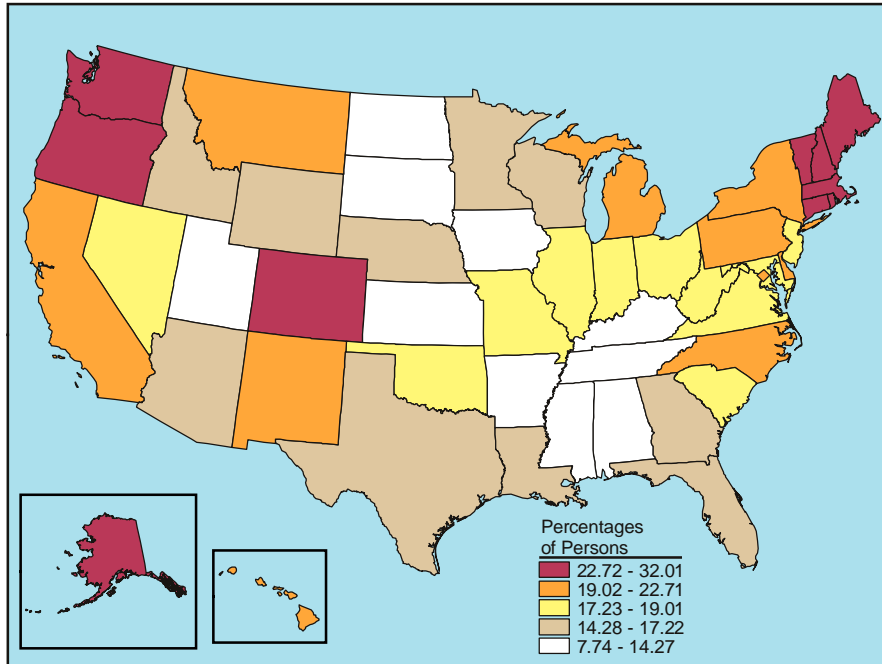 Percentages
of Persons
22.72 - 32.01
19.02 - 22.71
17.23 - 19.01
14.28 - 17.22
7.74 - 14.27